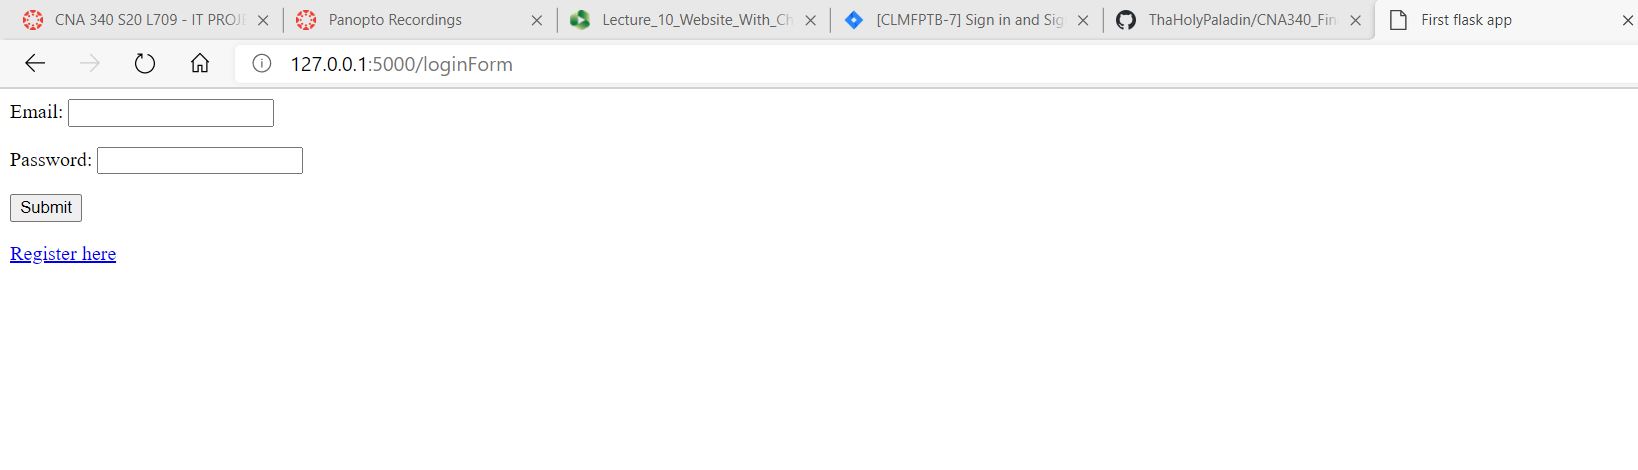 CNA 340 S20 L709 - IT PROJE
Panopto Recordings
Lecture_10_Website_With_Ch
[CLMFPTB-7] Sign in and Sig
ThaHolyPaladin/CNA340_Fin
First flask app
127.0.0.1:5000/loginForm
Email:
Password:
Submit
Register here